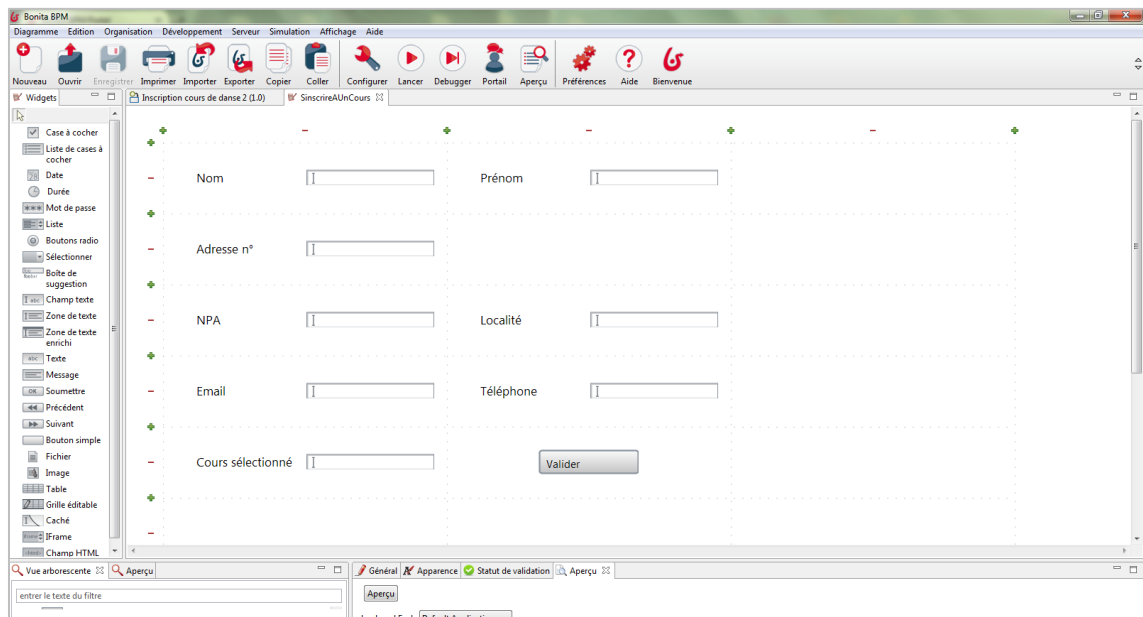 Bonita BPM
Diagramme Edition Organisation Développement Serveur Simulation Affichage Aide
Nouveau Ouvrir Enregistrer Imprimer Importer Exporter Copier Coller Configurer Lancer Debugger Portail Aperçu Préférences Aide Bienvenue
Widgets
Inscription cours de danse 2 (1.0) SinscrireAUnCours
Case à cocher
Liste de cases à
cocher
Date
Durée
Mot de passe
Liste
Boutons radio
Sélectionner
Boîte de
suggestion
Champ texte
Zone de texte
Zone de texte
enrichi
Texte
Message
OK Soumettre
Précédent
Suivant
Bouton simple
Fichier
Image
Table
Grille éditable
Caché
IFrame
Champ HTML
Nom Prénom
Adresse n°
NPA Localité
Email Téléphone
Cours sélectionné Valider
Vue arborescente Aperçu
entrer le texte du filtre
Général Apparence Statut de validation Aperçu
Aperçu